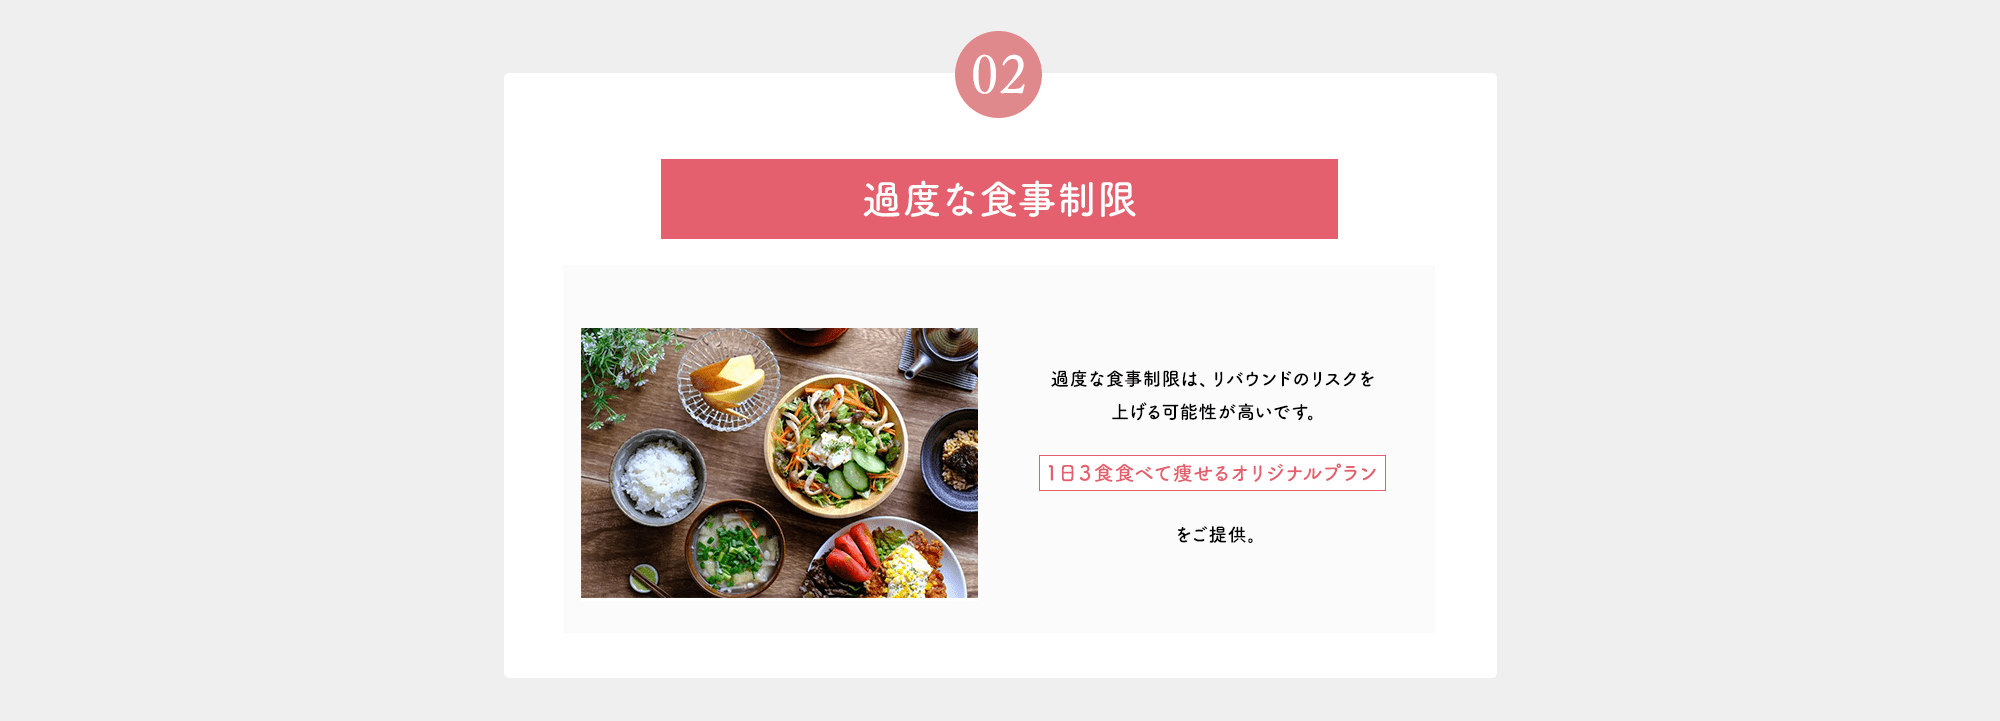 02
過度な食事制限
過度な食事制限は、リバウンドのリスクを
上げる可能性が高いです。
1日3食食べて痩せるオリジナルプラン
をご提供。